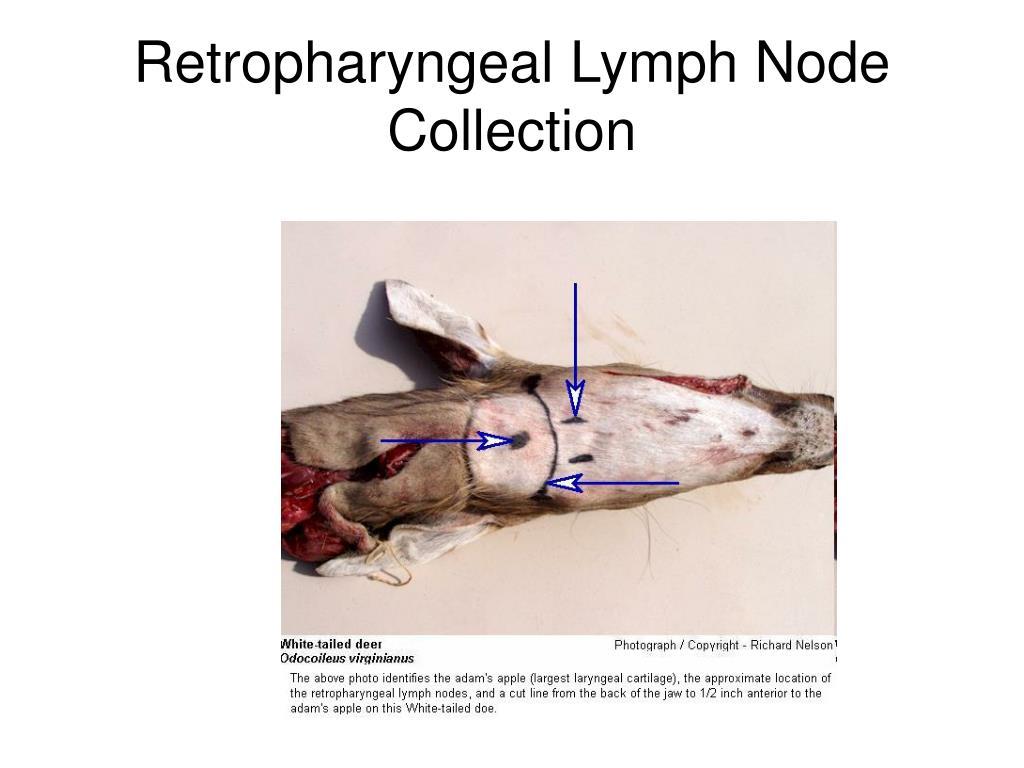 Retropharyngeal Lymph Node
Collection
White-tailed deer
Photograph / Copyright - Richard Nelson
Odocoileus virginianus
The above photo identifies the adam's apple (largest laryngeal cartilage), the approximate location of
the retropharyngeal lymph nodes, and a cut line from the back of the jaw to 1/2 inch anterior to the
adam's apple on this White-tailed doe.